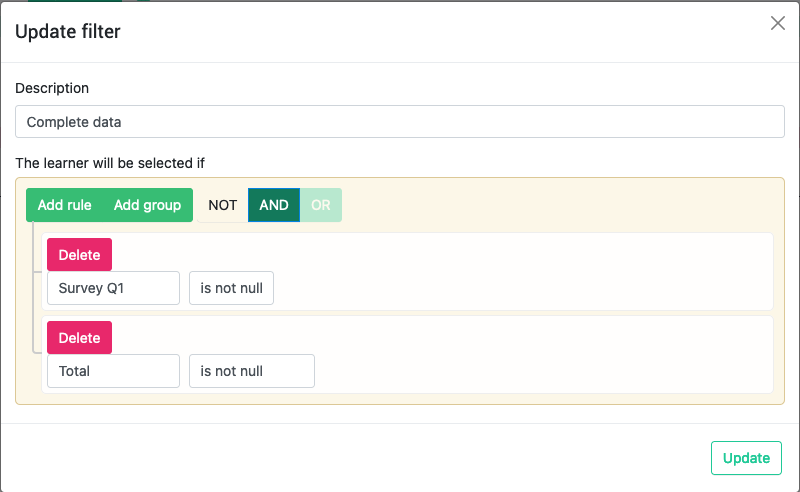 Update filter
Description
Complete data
The learner will be selected if
Add rule Add group NOT AND OR
Delete
Survey Q1 is not null
Delete
Total is not null
Update